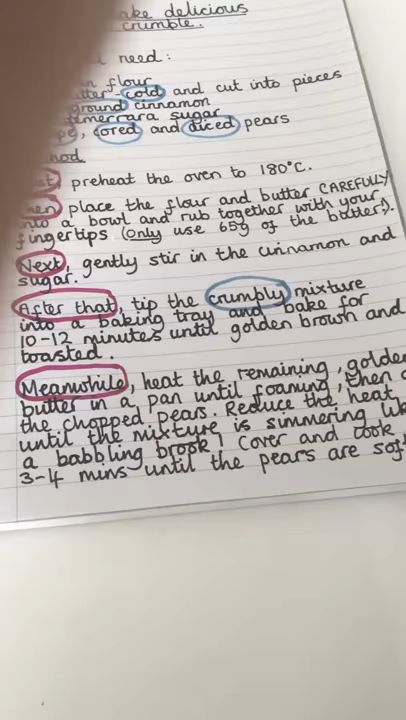 delicious
crumble.
need:
flour
cold and cut into pieces
ground cinnamon
sugar
cored and diced pears
preheat the oven to 180°C.
place the flour and butter CAREFULLY
into a bowl and rub together with your
fingertips (only use 65g of the butter).
Next, gently stir in the cinnamon and
sugar.
After that, tip the crumbly mixture
into a baking tray and bake for
10-12 minutes until golden brown and
toasted.
Meanwhile, heat the remaining, golden
butter in a pan until foaming, then
the chopped pears. Reduce the heat
until the mixture is simmering
a babbling brook! Cover and cook
3-4 mins until the pears are soft